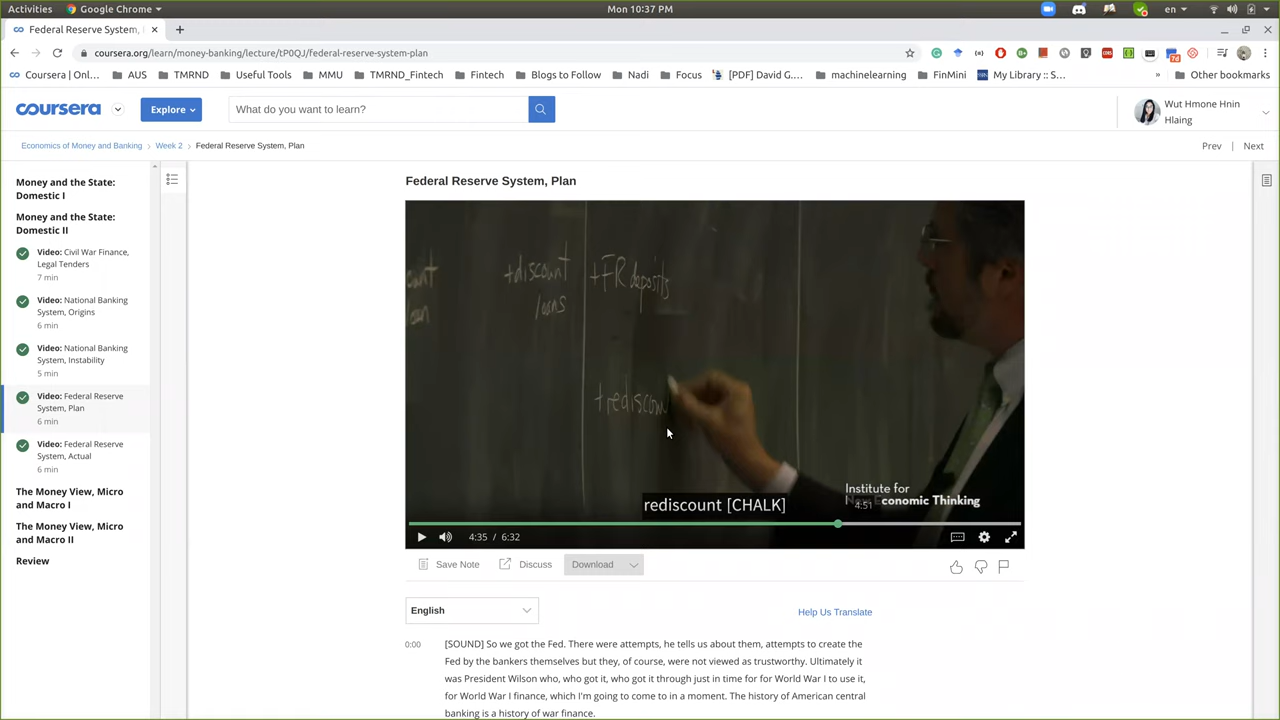 Activities
Google Chrome
Mon 10:37 PM
en
Federal Reserve System,
coursera.org/learn/money-banking/lecture/tP0OJ/federal-reserve-system-plan
Coursera | Onl...
AUS
TMRND
Useful Tools
MMU
TMRND_Fintech
Fintech
Blogs to Follow
Nadi
Focus
[PDF] David G....
machinelearning
FinMini
My Library :: S...
»
Other bookmarks
coursera
Explore
What do you want to learn?
Wut Hmone Hnin
Hlaing
Economics of Money and Banking
Week 2
Federal Reserve System, Plan
Prev
Next
Money and the State:
Domestic I
Money and the State:
Domestic II
Video: Civil War Finance,
Legal Tenders
7 min
Video: National Banking
System, Origins
6 min
Video: National Banking
System, Instability
5 min
Video: Federal Reserve
System, Plan
6 min
Video: Federal Reserve
System, Actual
6 min
The Money View, Micro
and Macro I
The Money View, Micro
and Macro II
Review
Federal Reserve System, Plan
+discount
loans
+FR deposits
+rediscoun
rediscount [CHALK]
Institute for
Economic Thinking
4:51
4:35 / 6:32
Save Note
Discuss
Download
English
Help Us Translate
0:00
[SOUND] So we got the Fed. There were attempts, he tells us about them, attempts to create the
Fed by the bankers themselves but they, of course, were not viewed as trustworthy. Ultimately it
was President Wilson who, who got it, who got it through just in time for for World War I to use it,
for World War I finance, which I'm going to come to in a moment. The history of American central
banking is a history of war finance.